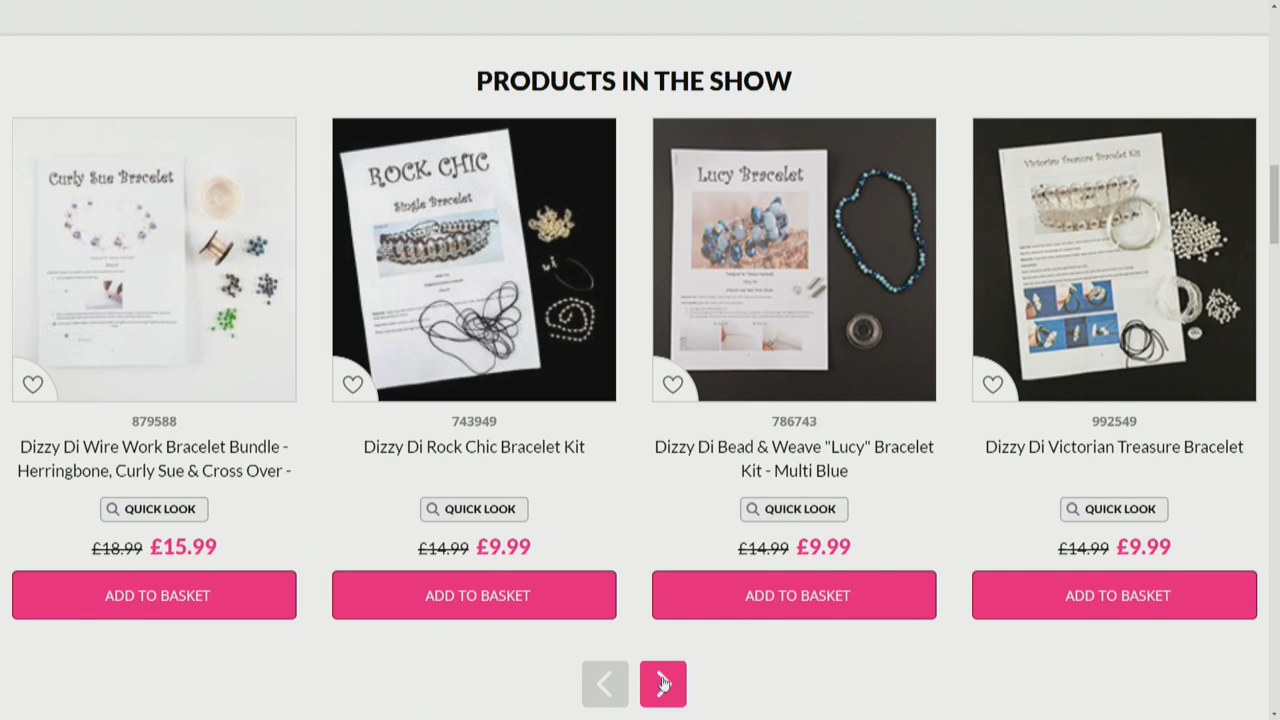 PRODUCTS IN THE SHOW
Curly Sue Bracelet
ROCK CHIC
Single Bracelet
Lucy Bracelet
Victorian Treasure Bracelet Kit
879588
743949
786743
992549
Dizzy Di Wire Work Bracelet Bundle -
Herringbone, Curly Sue & Cross Over -
Dizzy Di Rock Chic Bracelet Kit
Dizzy Di Bead & Weave "Lucy" Bracelet
Kit - Multi Blue
Dizzy Di Victorian Treasure Bracelet
QUICK LOOK
QUICK LOOK
QUICK LOOK
QUICK LOOK
£18.99 £15.99
£14.99 £9.99
£14.99 £9.99
£14.99 £9.99
ADD TO BASKET
ADD TO BASKET
ADD TO BASKET
ADD TO BASKET